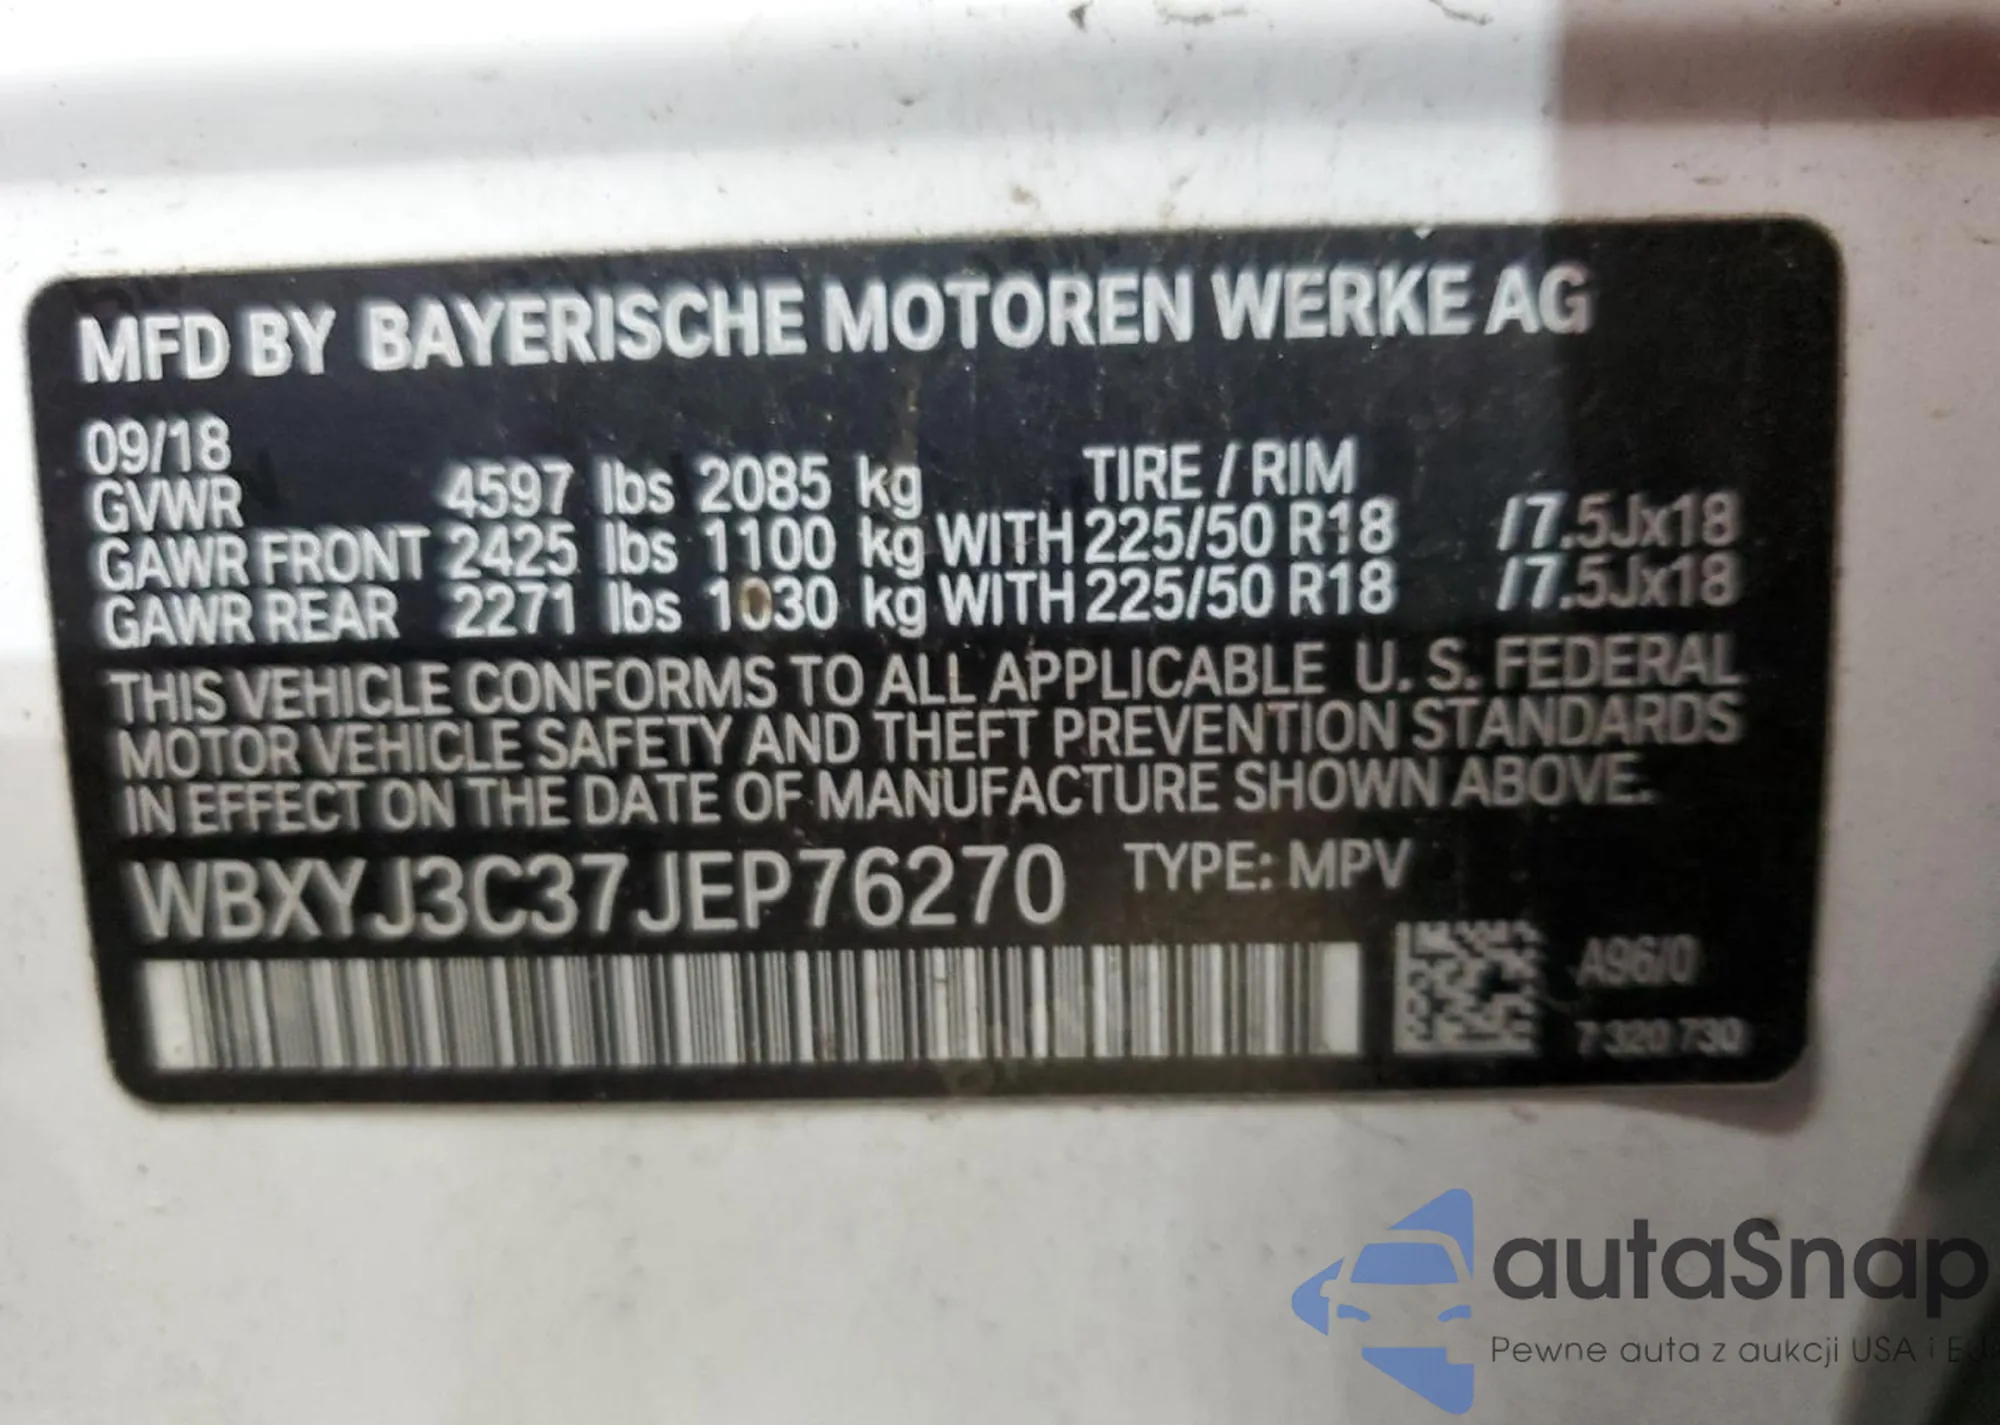 MFD BY BAYERISCHE MOTOREN WERKE AG
09/18
GVWR 4597 lbs 2085 kg TIRE / RIM
GAWR FRONT 2425 lbs 1100 kg WITH 225/50 R18 /7.5Jx18
GAWR REAR 2271 lbs 1030 kg WITH 225/50 R18 /7.5Jx18
THIS VEHICLE CONFORMS TO ALL APPLICABLE U. S. FEDERAL
MOTOR VEHICLE SAFETY AND THEFT PREVENTION STANDARDS
IN EFFECT ON THE DATE OF MANUFACTURE SHOWN ABOVE.
WBXYJ3C37JEP76270 TYPE: MPV
A96/0
7 320 730
autaSnap
Pewne auta z aukcji USA i